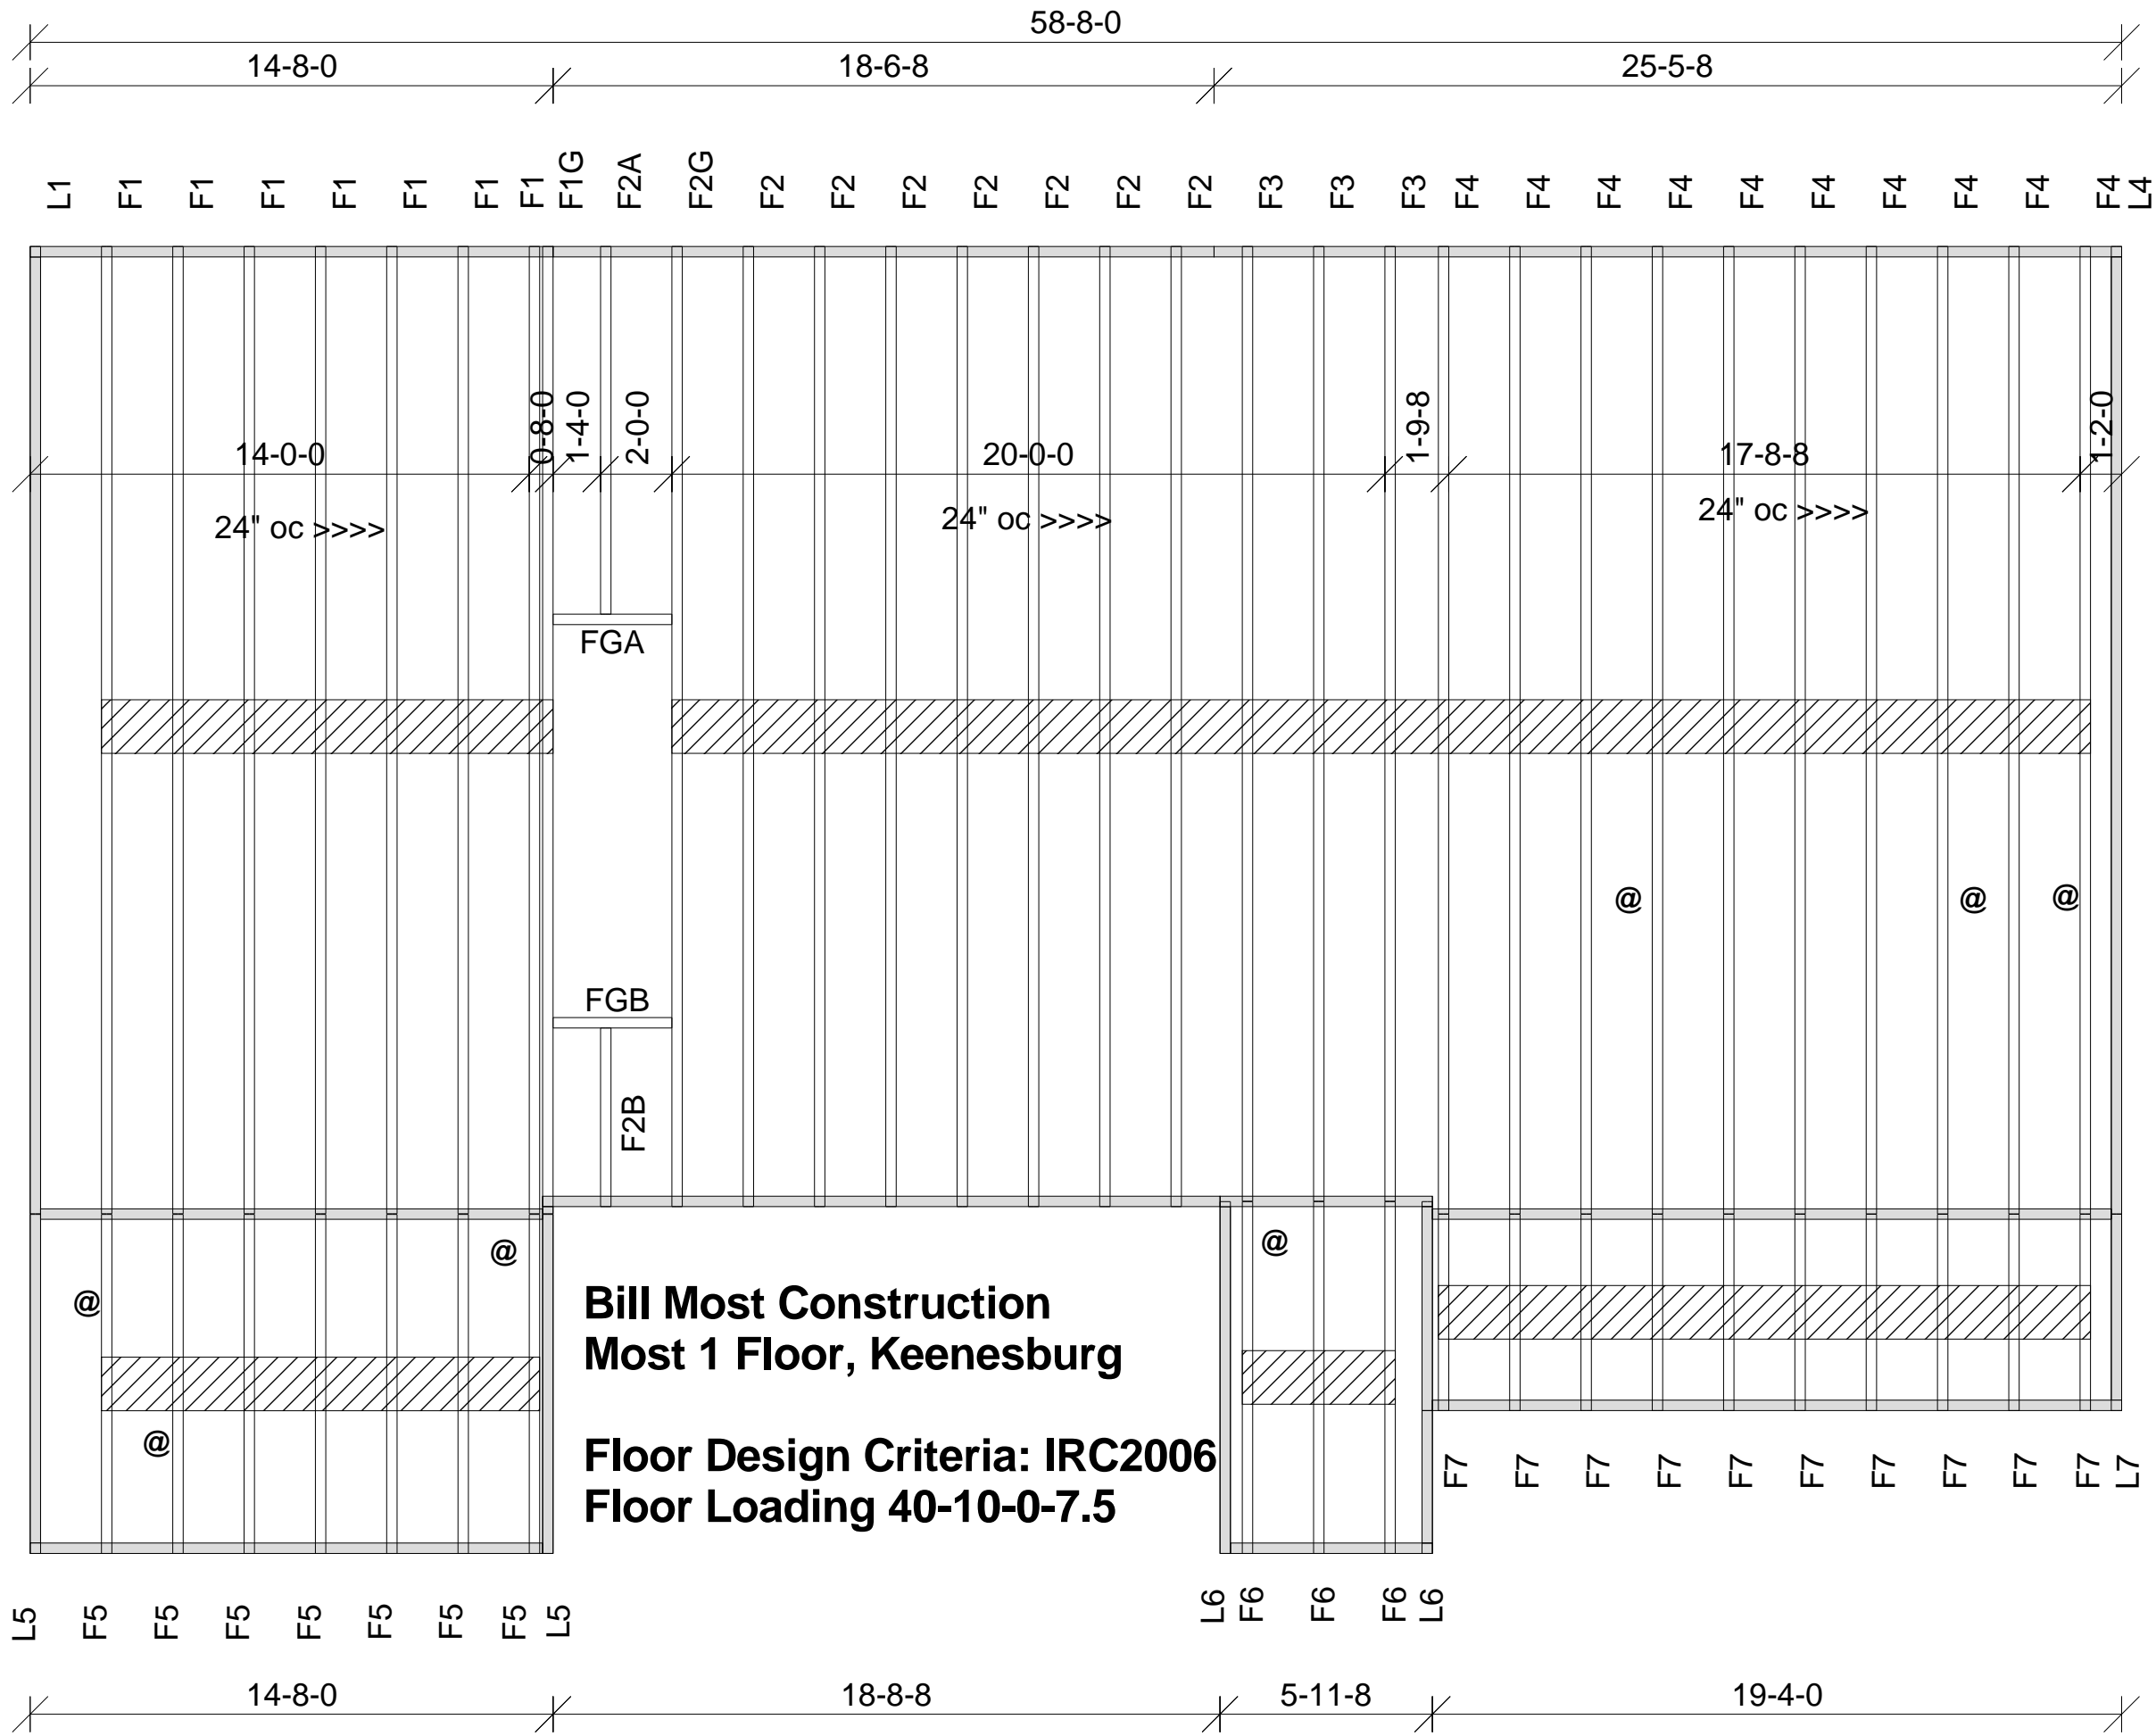 58-8-0
14-8-0 18-6-8 25-5-8
L1 F1 F1 F1 F1 F1 F1 F1 F1G F2A F2G F2 F2 F2 F2 F2 F2 F2 F3 F3 F3 F4 F4 F4 F4 F4 F4 F4 F4 F4 F4 L4
14-0-0 0-8-0 1-4-0 2-0-0 20-0-0 1-9-8 17-8-8 1-2-0
24" oc >>>> 24" oc >>>> 24" oc >>>>
FGA
@ @ @
FGB
F2B
@ @
@
Bill Most Construction
Most 1 Floor, Keenesburg
@
Floor Design Criteria: IRC2006
Floor Loading 40-10-0-7.5
F7 F7 F7 F7 F7 F7 F7 F7 F7 F7 L7
L5 F5 F5 F5 F5 F5 F5 F5 L5 L6 F6 F6 F6 L6
14-8-0 18-8-8 5-11-8 19-4-0